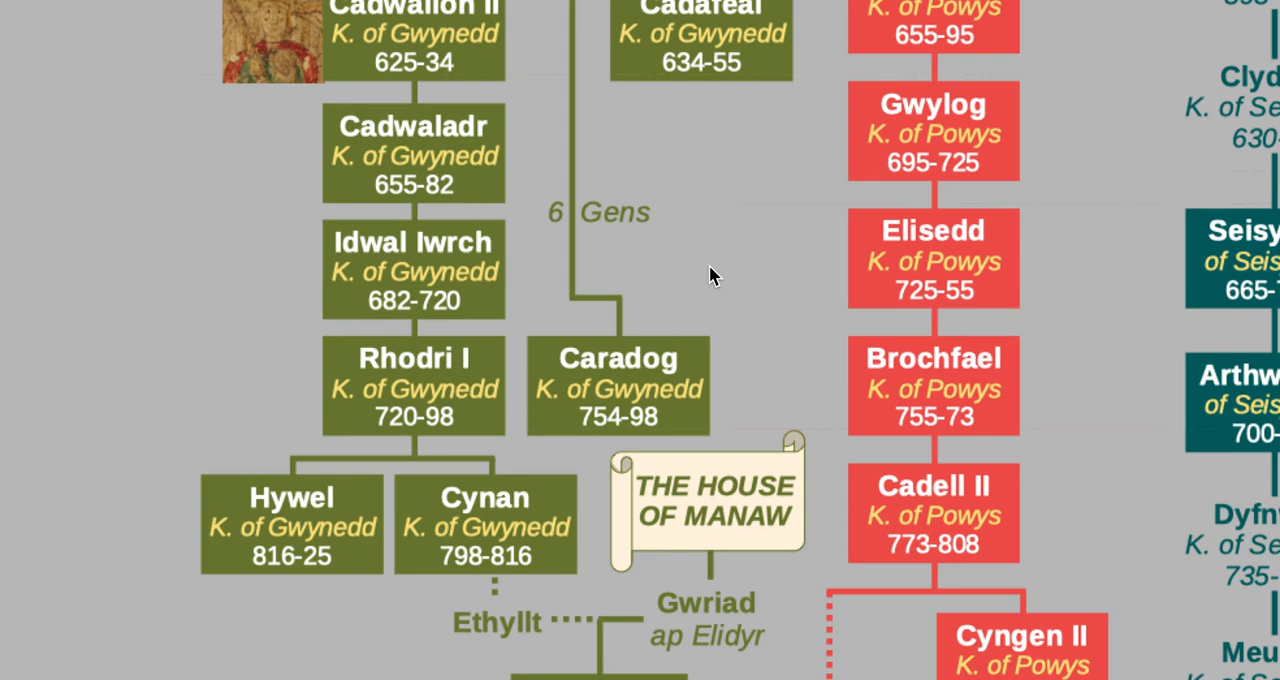 Cadwallon II
K. of Gwynedd
625-34
Cadafeal
K. of Gwynedd
634-55
K. of Powys
655-95
Cadwaladr
K. of Gwynedd
655-82
Gwylog
K. of Powys
695-725
Clyd
K. of Se
630-
6 Gens
Idwal Iwrch
K. of Gwynedd
682-720
Elisedd
K. of Powys
725-55
Seisy
of Seis
665-
Rhodri I
K. of Gwynedd
720-98
Caradog
K. of Gwynedd
754-98
Brochfael
K. of Powys
755-73
Arthw
of Seis
700-
Hywel
K. of Gwynedd
816-25
Cynan
K. of Gwynedd
798-816
THE HOUSE
OF MANAW
Cadell II
K. of Powys
773-808
Dyfn
K. of Se
735-
Ethyllt
Gwriad
ap Elidyr
Cyngen II
K. of Powys
Meu